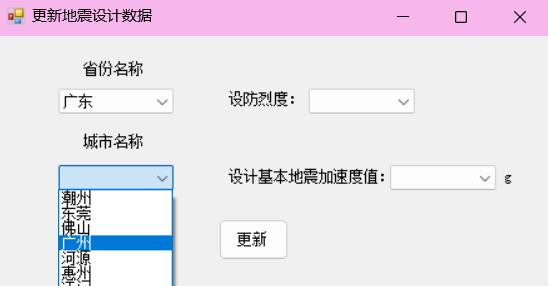 更新地震设计数据
省份名称
广东
设防烈度：
城市名称
设计基本地震加速度值：
g
潮州
东莞
佛山
广州
河源
惠州
江门
更新